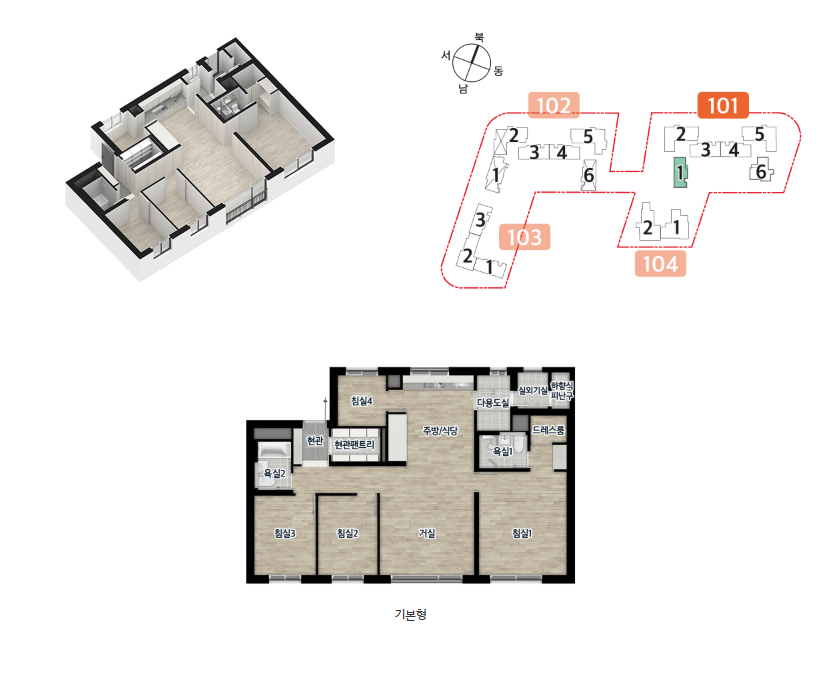 북
서
동
남
102
101
2
5
3
4
1
6
2
5
3
4
1
6
3
103
2
1
2
1
104
침실4
다용도실
실외기실
하향식
피난구
현관
현관팬트리
주방/식당
드레스룸
욕실1
욕실2
침실3
침실2
거실
침실1
기본형